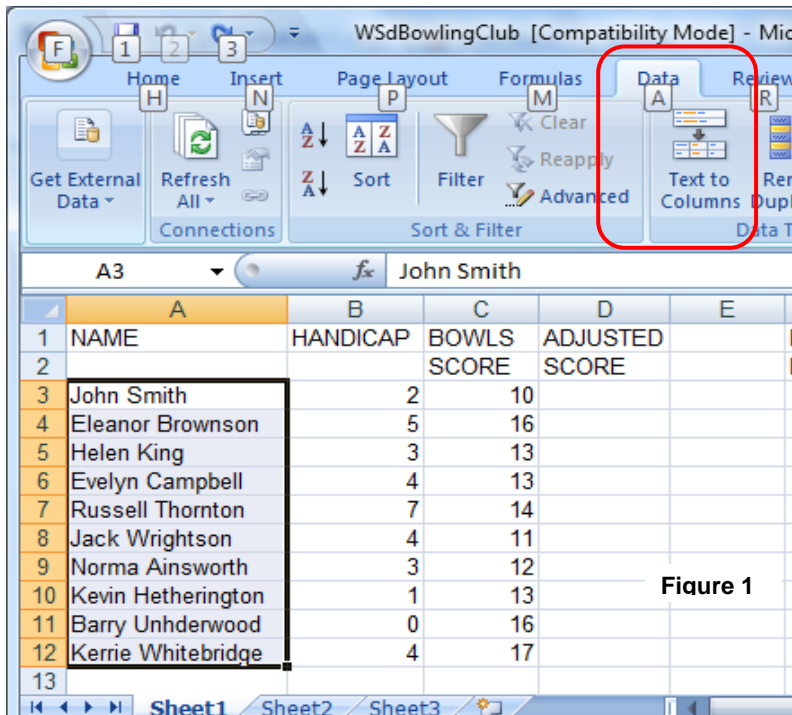 WSdBowlingClub [Compatibility Mode] - Mic
F 1 2 3
Home Insert Page Layout Formulas Data Review
H N P M A R
Clear
Reapply
Advanced
Get External Data
Refresh All
Sort
Filter
Text to Columns
Connections
Sort & Filter
A3 fx John Smith
A B C D E
1 NAME HANDICAP BOWLS ADJUSTED
2 SCORE SCORE
3 John Smith 2 10
4 Eleanor Brownson 5 16
5 Helen King 3 13
6 Evelyn Campbell 4 13
7 Russell Thornton 7 14
8 Jack Wrightson 4 11
9 Norma Ainsworth 3 12
10 Kevin Hetherington 1 13
11 Barry Unhderwood 0 16
12 Kerrie Whitebridge 4 17
13
Figure 1
Sheet1 Sheet2 Sheet3